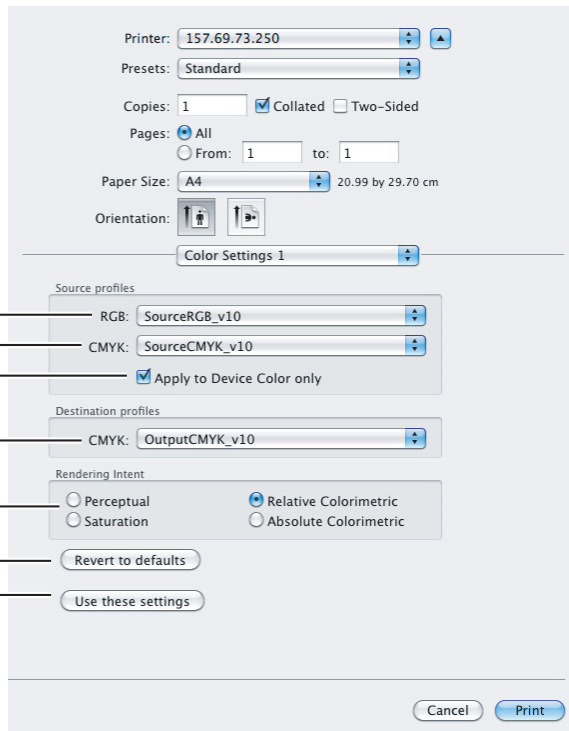 Printer: 157.69.73.250
Presets: Standard
Copies: 1 Collated Two-Sided
Pages: All
From: 1 to: 1
Paper Size: A4 20.99 by 29.70 cm
Orientation:
Color Settings 1
Source profiles
RGB: SourceRGB_v10
CMYK: SourceCMYK_v10
Apply to Device Color only
Destination profiles
CMYK: OutputCMYK_v10
Rendering Intent
Perceptual Relative Colorimetric
Saturation Absolute Colorimetric
Revert to defaults
Use these settings
Cancel Print